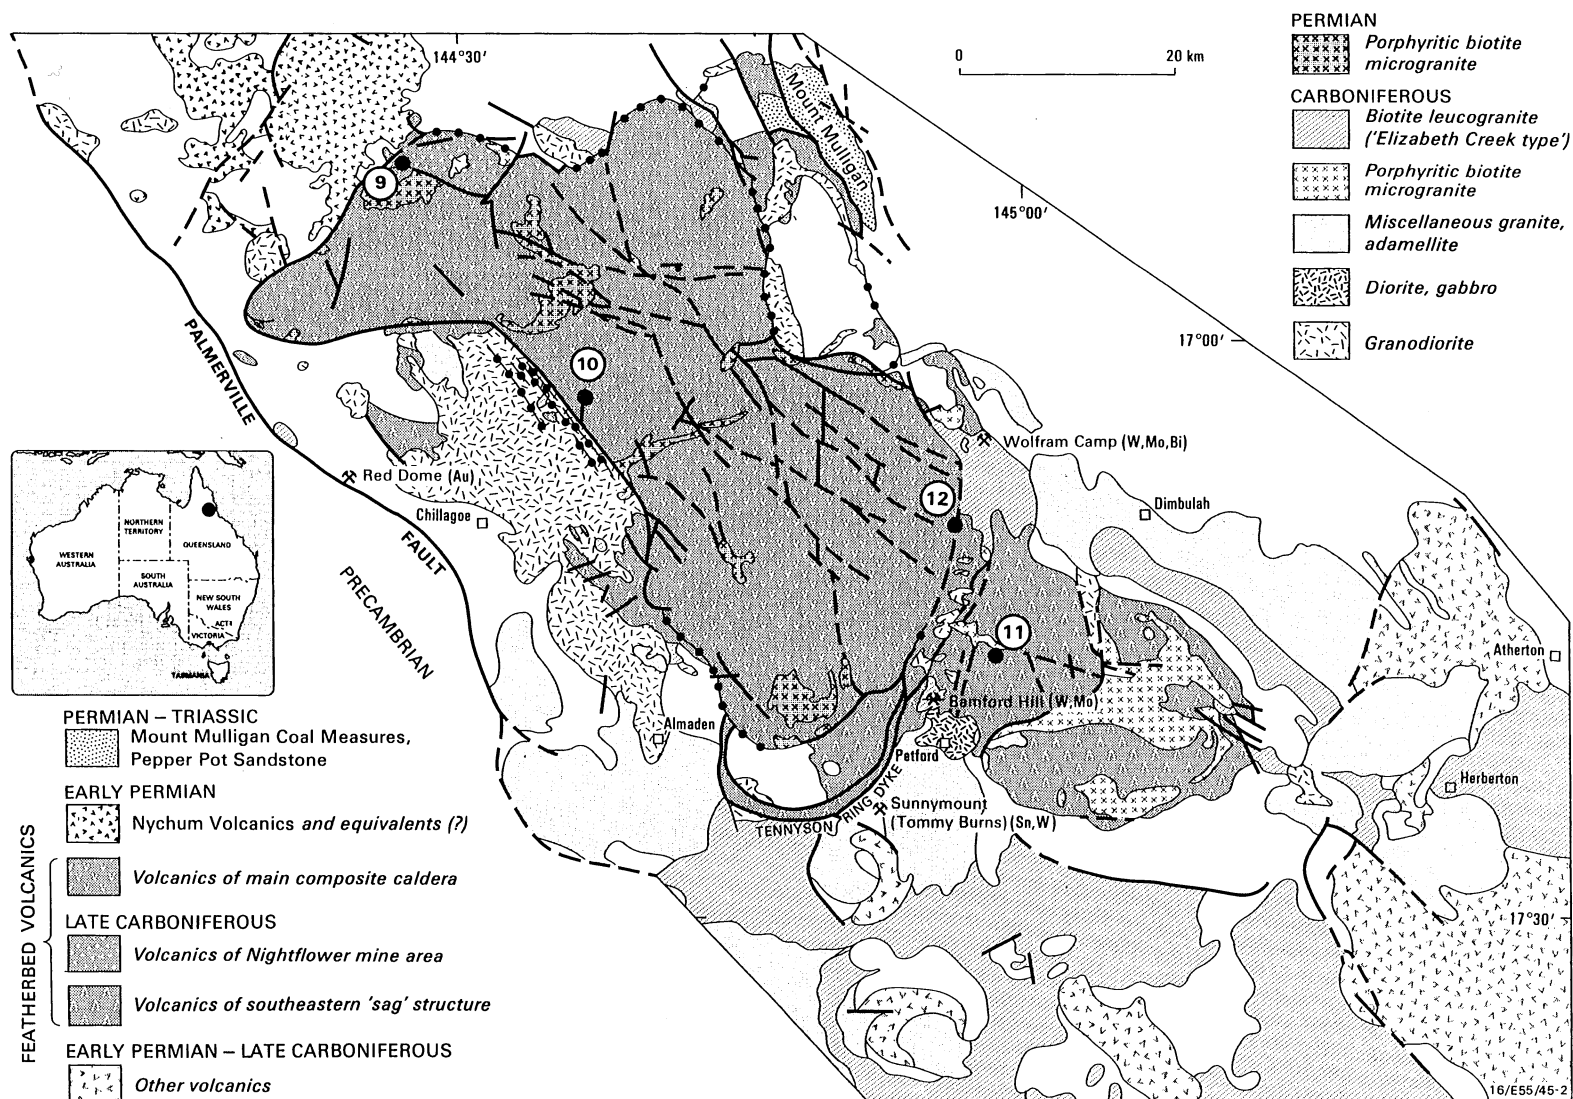 144°30′
0
20 km
145°00′
17°00′
17°30′
PERMIAN
Porphyritic biotite
microgranite
CARBONIFEROUS
Biotite leucogranite
('Elizabeth Creek type')
Porphyritic biotite
microgranite
Miscellaneous granite,
adamellite
Diorite, gabbro
Granodiorite
Mount Mulligan
9
10
12
11
PALMERVILLE
FAULT
PRECAMBRIAN
Wolfram Camp (W,Mo,Bi)
Red Dome (Au)
Chillagoe
Dimbulah
Atherton
Bamford Hill (W,Mo)
Almaden
Petford
Herberton
Sunnymount
(Tommy Burns) (Sn,W)
TENNYSON RING DYKE
WESTERN
AUSTRALIA
NORTHERN
TERRITORY
QUEENSLAND
SOUTH
AUSTRALIA
NEW SOUTH
WALES
ACT
VICTORIA
TASMANIA
PERMIAN – TRIASSIC
Mount Mulligan Coal Measures,
Pepper Pot Sandstone
EARLY PERMIAN
Nychum Volcanics and equivalents (?)
FEATHERBED VOLCANICS
Volcanics of main composite caldera
LATE CARBONIFEROUS
Volcanics of Nightflower mine area
Volcanics of southeastern 'sag' structure
EARLY PERMIAN – LATE CARBONIFEROUS
Other volcanics
16/E55/45-2